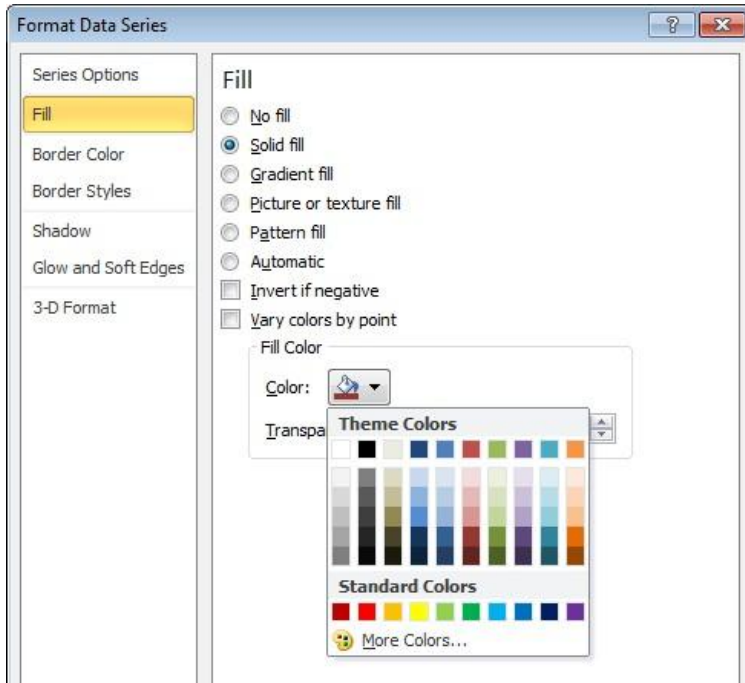 Format Data Series
Series Options
Fill
Border Color
Border Styles
Shadow
Glow and Soft Edges
3-D Format
Fill
No fill
Solid fill
Gradient fill
Picture or texture fill
Pattern fill
Automatic
Invert if negative
Vary colors by point
Fill Color
Color:
Transpa
Theme Colors
Standard Colors
More Colors...